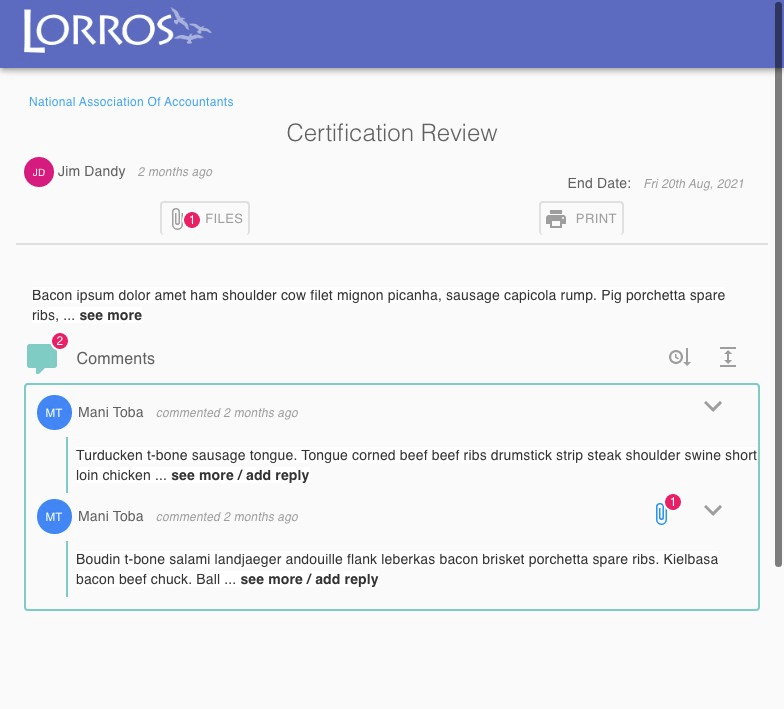 LORROS
National Association Of Accountants
Certification Review
JD Jim Dandy 2 months ago
End Date: Fri 20th Aug, 2021
1 FILES PRINT
Bacon ipsum dolor amet ham shoulder cow filet mignon picanha, sausage capicola rump. Pig porchetta spare
ribs, ... see more
2
Comments
MT Mani Toba commented 2 months ago
Turducken t-bone sausage tongue. Tongue corned beef beef ribs drumstick strip steak shoulder swine short
loin chicken ... see more / add reply
MT Mani Toba commented 2 months ago 1
Boudin t-bone salami landjaeger andouille flank leberkas bacon brisket porchetta spare ribs. Kielbasa
bacon beef chuck. Ball ... see more / add reply